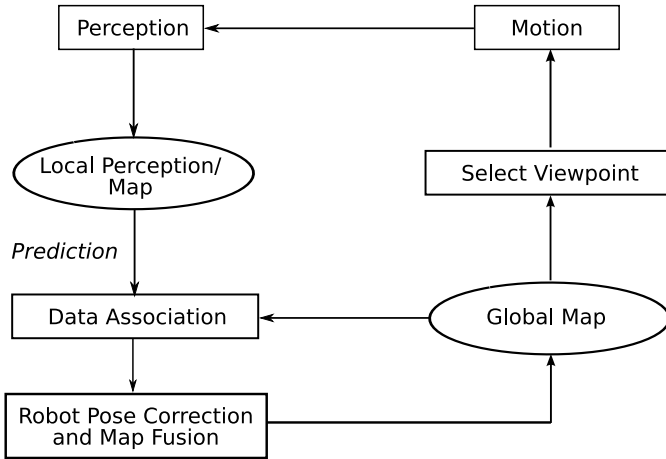 Perception
Motion
Local Perception/
Map
Select Viewpoint
Prediction
Data Association
Global Map
Robot Pose Correction
and Map Fusion